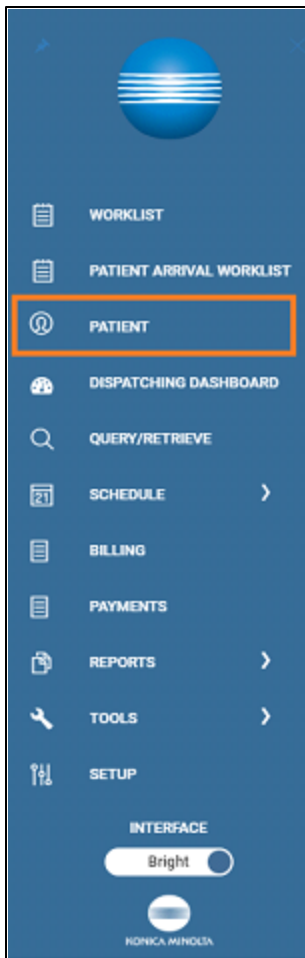 WORKLIST
PATIENT ARRIVAL WORKLIST
PATIENT
DISPATCHING DASHBOARD
QUERY/RETRIEVE
21 SCHEDULE
BILLING
PAYMENTS
REPORTS
TOOLS
SETUP
INTERFACE
Bright
KONICA MINOLTA